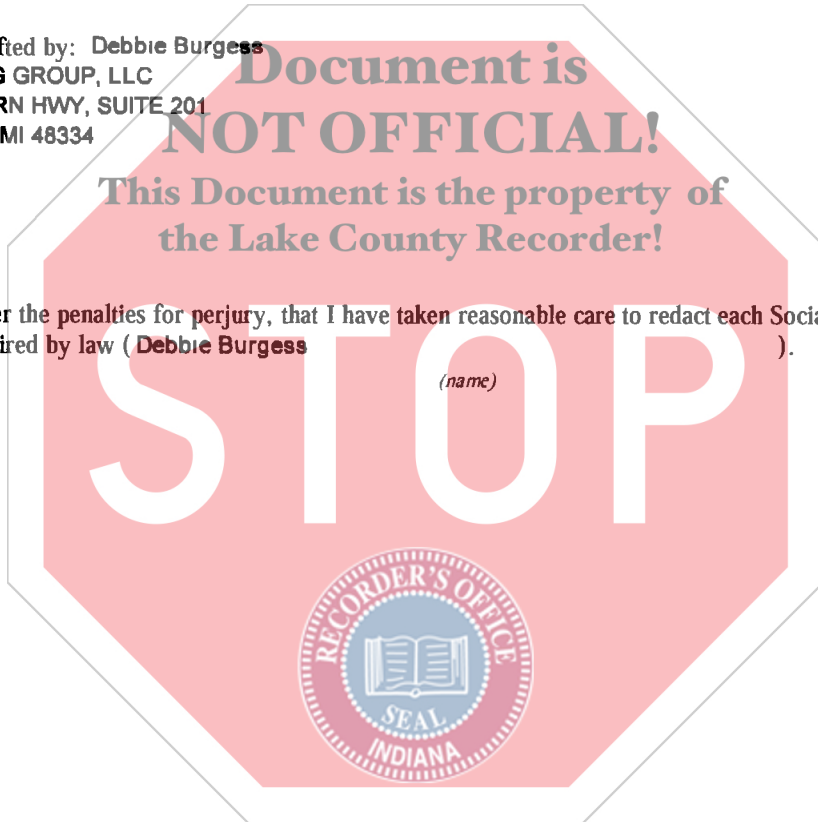 fted by: Debbie Burgess
G GROUP, LLC
RN HWY, SUITE 201
MI 48334
Document is
NOT OFFICIAL!
This Document is the property of
the Lake County Recorder!
er the penalties for perjury, that I have taken reasonable care to redact each Socia
ired by law ( Debbie Burgess ).
(name)
STOP
RECORDER'S OFFICE
SEAL
INDIANA